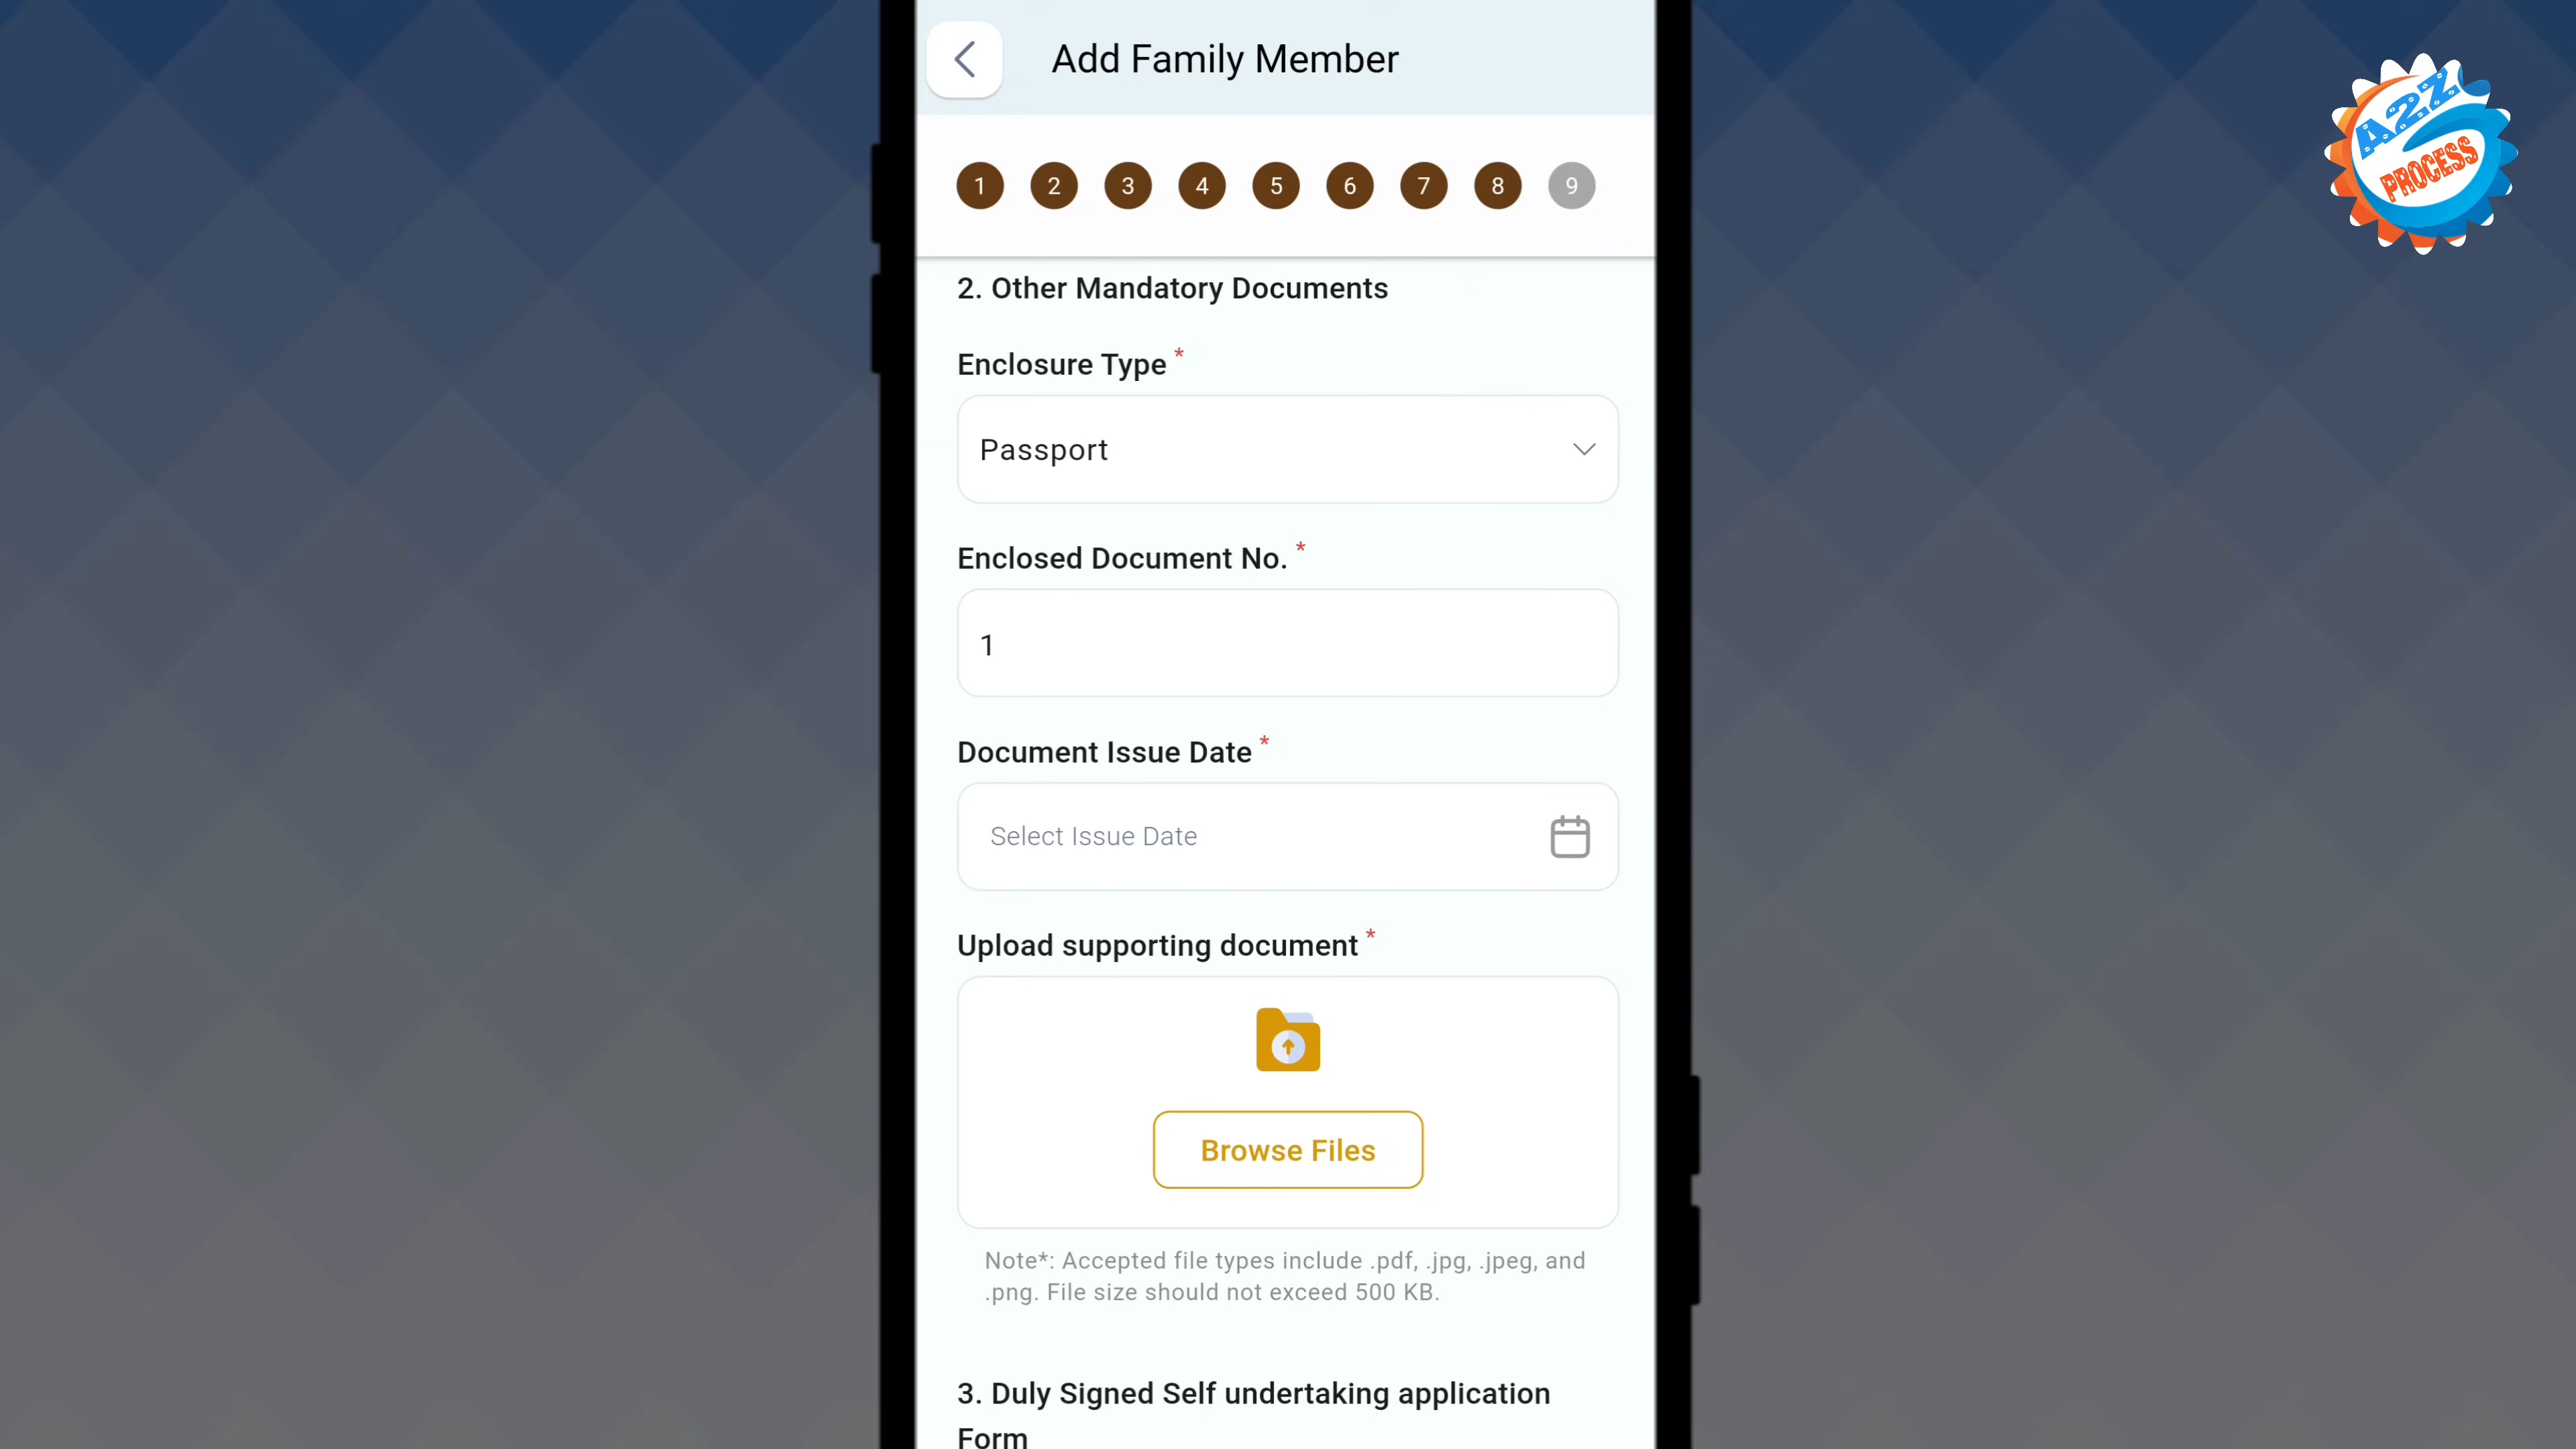 Add Family Member
1 2 3 4 5 6 7 8 9
A2Z
PROCESS
2. Other Mandatory Documents
Enclosure Type *
Passport
Enclosed Document No. *
1
Document Issue Date *
Select Issue Date
Upload supporting document *
Browse Files
Note*: Accepted file types include .pdf, .jpg, .jpeg, and
.png. File size should not exceed 500 KB.
3. Duly Signed Self undertaking application
Form